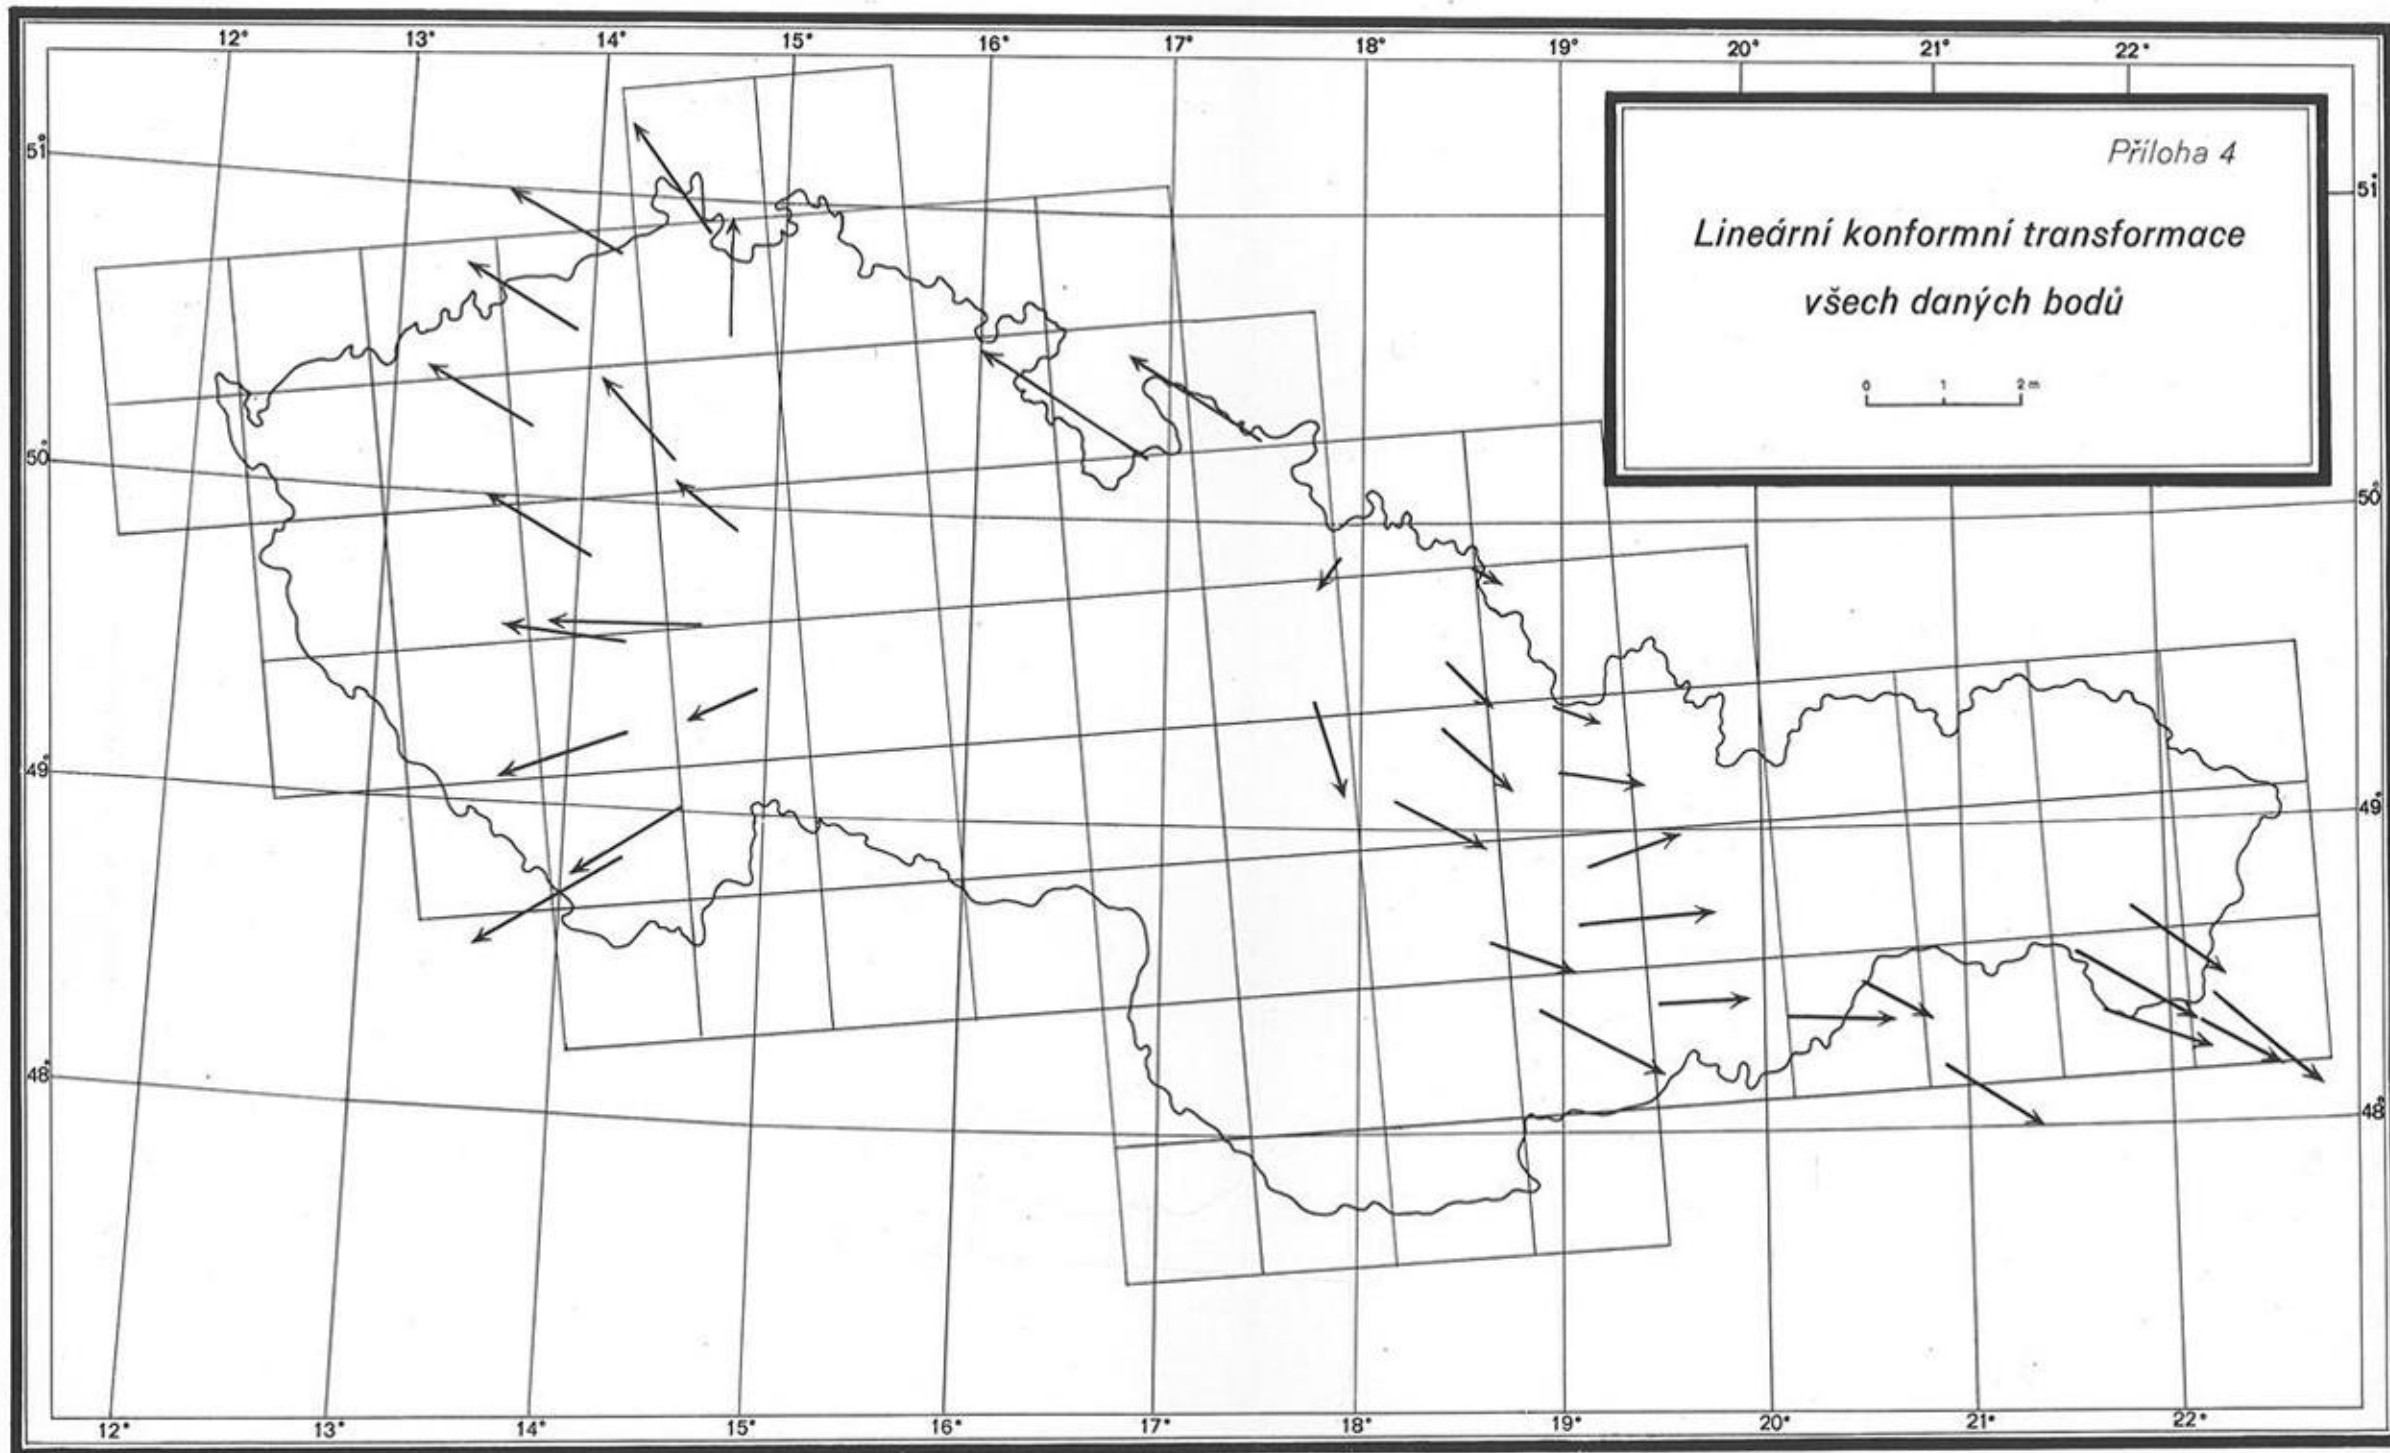 12° 13° 14° 15° 16° 17° 18° 19° 20° 21° 22°
Příloha 4
Lineární konformní transformace
všech daných bodů
0 1 2 m
51° 51°
50° 50°
49° 49°
48° 48°
12° 13° 14° 15° 16° 17° 18° 19° 20° 21° 22°